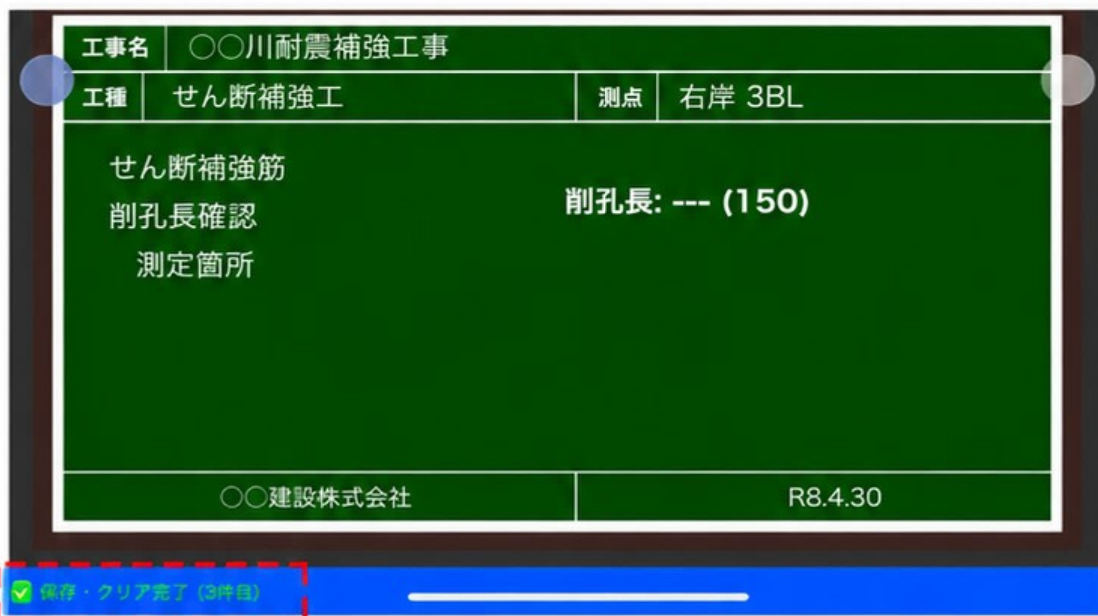 工事名 ○○川耐震補強工事
工種 せん断補強工 測点 右岸 3BL
せん断補強筋
削孔長: --- (150)
削孔長確認
測定箇所
○○建設株式会社 R8.4.30
✅ 保存・クリア完了 (3件目)